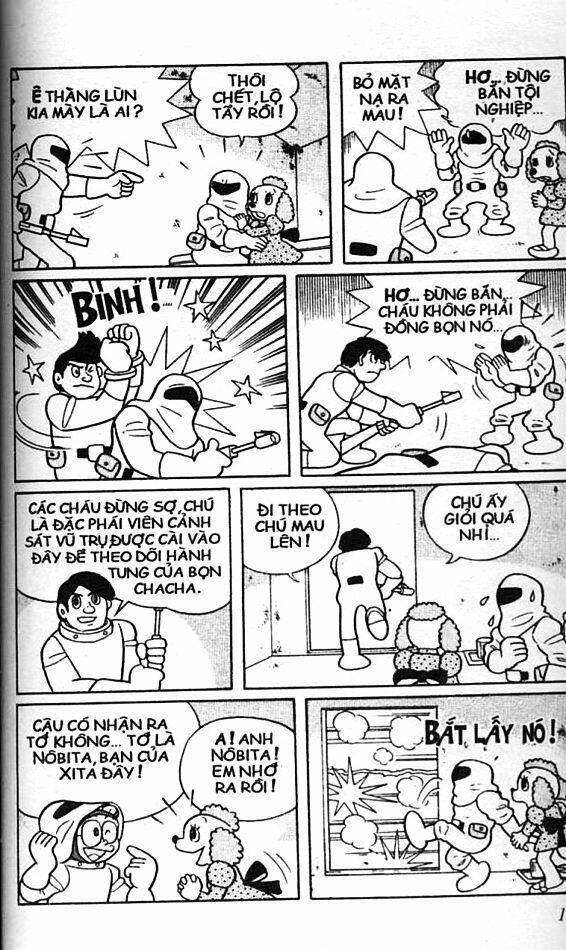 Ê THẰNG LÙN
KIA MÀY LÀ AI?
THÔI
CHẾT, LỘ
TẨY RỒI!
BỎ MẶT
NẠ RA
MAU!
HƠ... ĐỪNG
BẮN TỘI
NGHIỆP...
BINH!
HƠ... ĐỪNG BẮN...
CHÁU KHÔNG PHẢI
ĐỒNG BỌN NÓ...
CÁC CHÁU ĐỪNG SỢ, CHÚ
LÀ ĐẶC PHÁI VIÊN CẢNH
SÁT VŨ TRỤ ĐƯỢC CÀI VÀO
ĐÂY ĐỂ THEO DÕI HÀNH
TUNG CỦA BỌN
CHACHA.
ĐI THEO
CHÚ MAU
LÊN!
CHÚ ẤY
GIỎI QUÁ
NHỈ...
CẬU CÓ NHẬN RA
TỚ KHÔNG... TỚ LÀ
NÔBITA, BẠN CỦA
XITA ĐÂY!
A! ANH
NÔBITA!
EM NHỚ
RA RỒI!
BẮT LẤY NÓ!